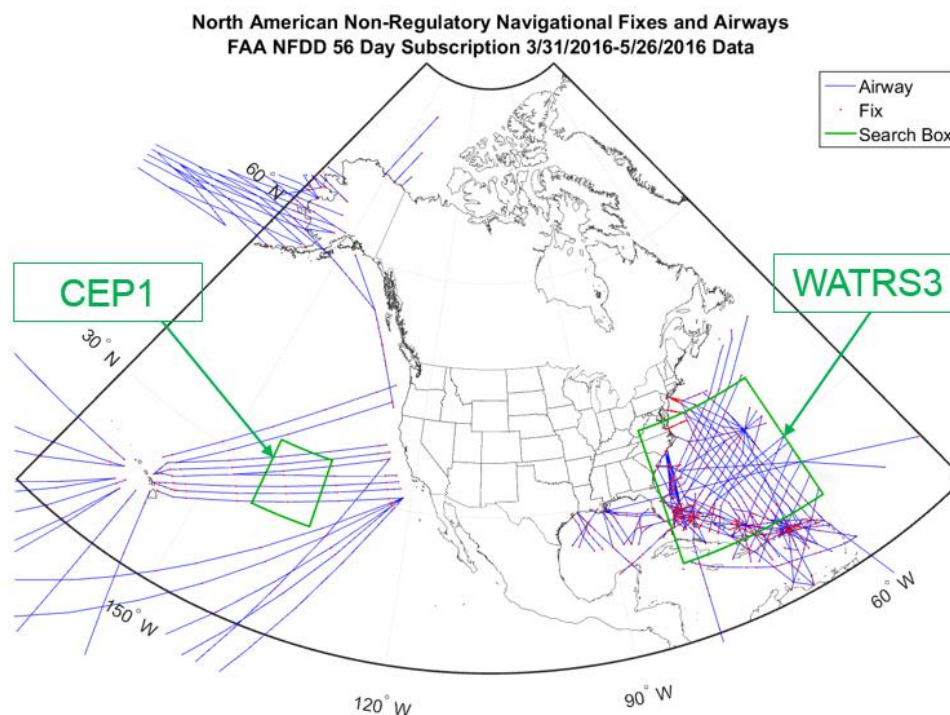 North American Non-Regulatory Navigational Fixes and Airways
FAA NFDD 56 Day Subscription 3/31/2016-5/26/2016 Data
Airway
Fix
Search Box
60° N
CEP1
WATRS3
30° N
150° W
120° W
90° W
60° W